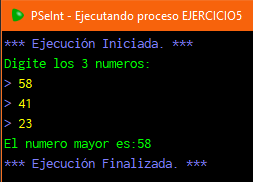 PSeInt - Ejecutando proceso EJERCICIO5
*** Ejecución Iniciada. ***
Digite los 3 numeros:
> 58
> 41
> 23
El numero mayor es:58
*** Ejecución Finalizada. ***